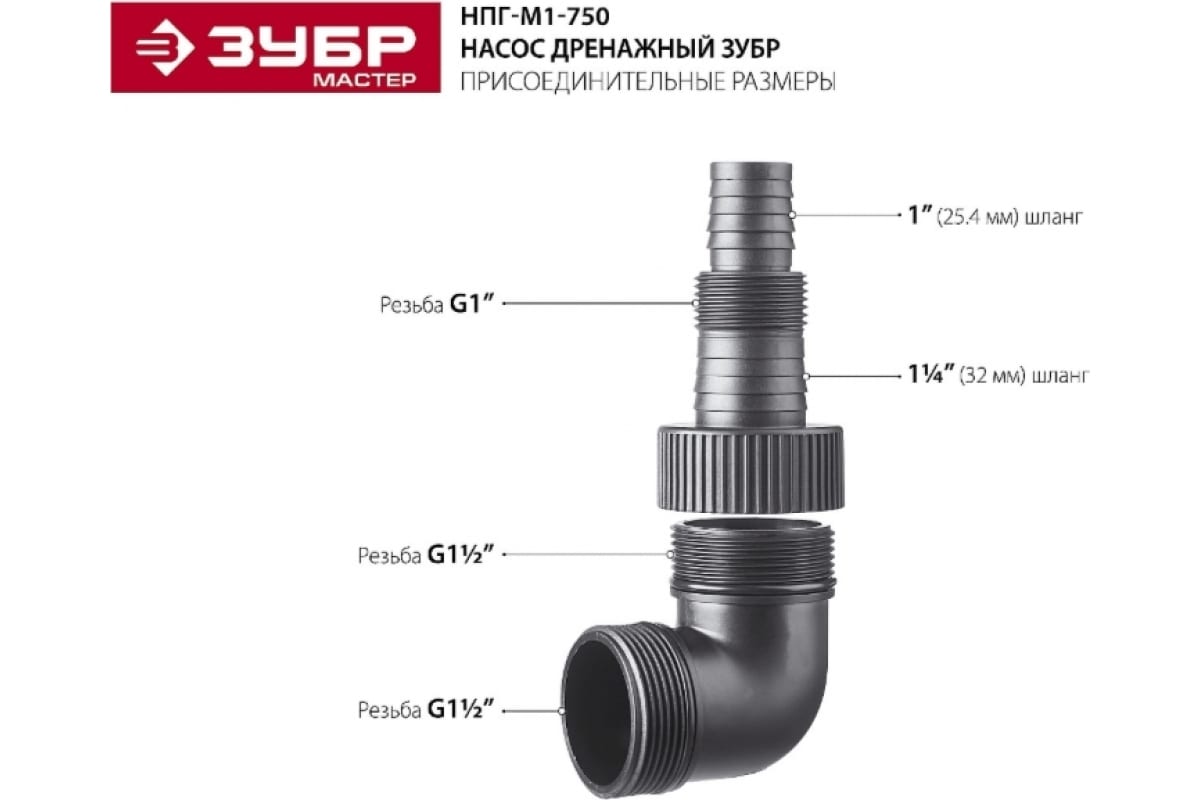 ЗУБР
МАСТЕР
НПГ-М1-750
НАСОС ДРЕНАЖНЫЙ ЗУБР
ПРИСОЕДИНИТЕЛЬНЫЕ РАЗМЕРЫ
1” (25.4 мм) шланг
Резьба G1”
1¼” (32 мм) шланг
Резьба G1½”
Резьба G1½”